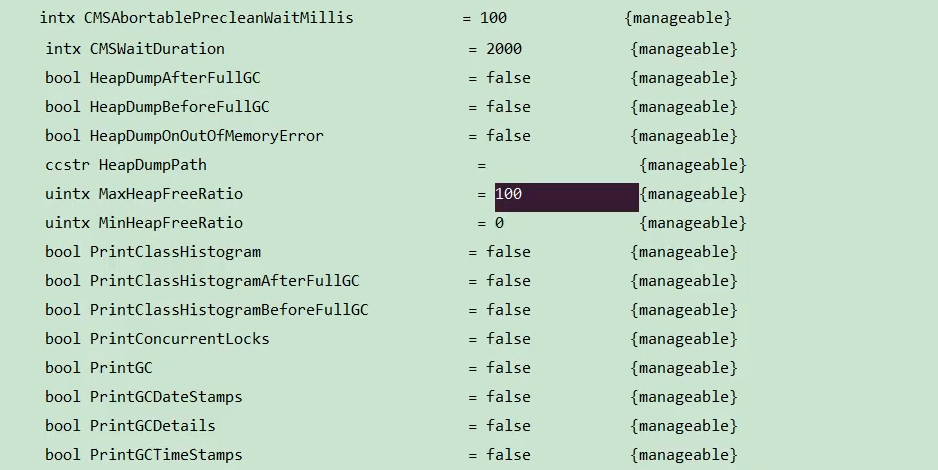 intx CMSAbortablePrecleanWaitMillis = 100 {manageable}
intx CMSWaitDuration = 2000 {manageable}
bool HeapDumpAfterFullGC = false {manageable}
bool HeapDumpBeforeFullGC = false {manageable}
bool HeapDumpOnOutOfMemoryError = false {manageable}
ccstr HeapDumpPath = {manageable}
uintx MaxHeapFreeRatio = 100 {manageable}
uintx MinHeapFreeRatio = 0 {manageable}
bool PrintClassHistogram = false {manageable}
bool PrintClassHistogramAfterFullGC = false {manageable}
bool PrintClassHistogramBeforeFullGC = false {manageable}
bool PrintConcurrentLocks = false {manageable}
bool PrintGC = false {manageable}
bool PrintGCDateStamps = false {manageable}
bool PrintGCDetails = false {manageable}
bool PrintGCTimeStamps = false {manageable}